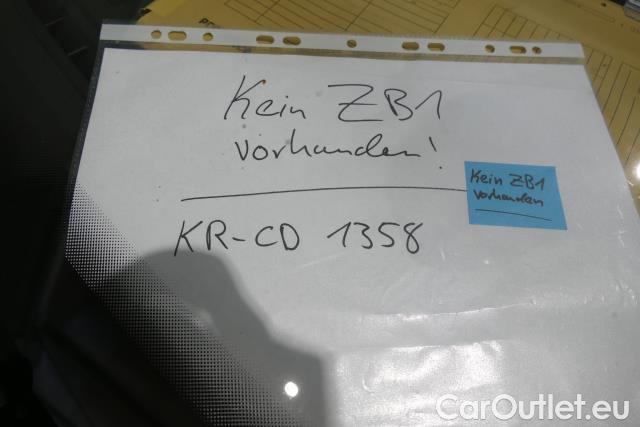 Kein ZB1
vorhanden!
Kein ZB1
vorhanden
KR-CD 1358
CarOutlet.eu